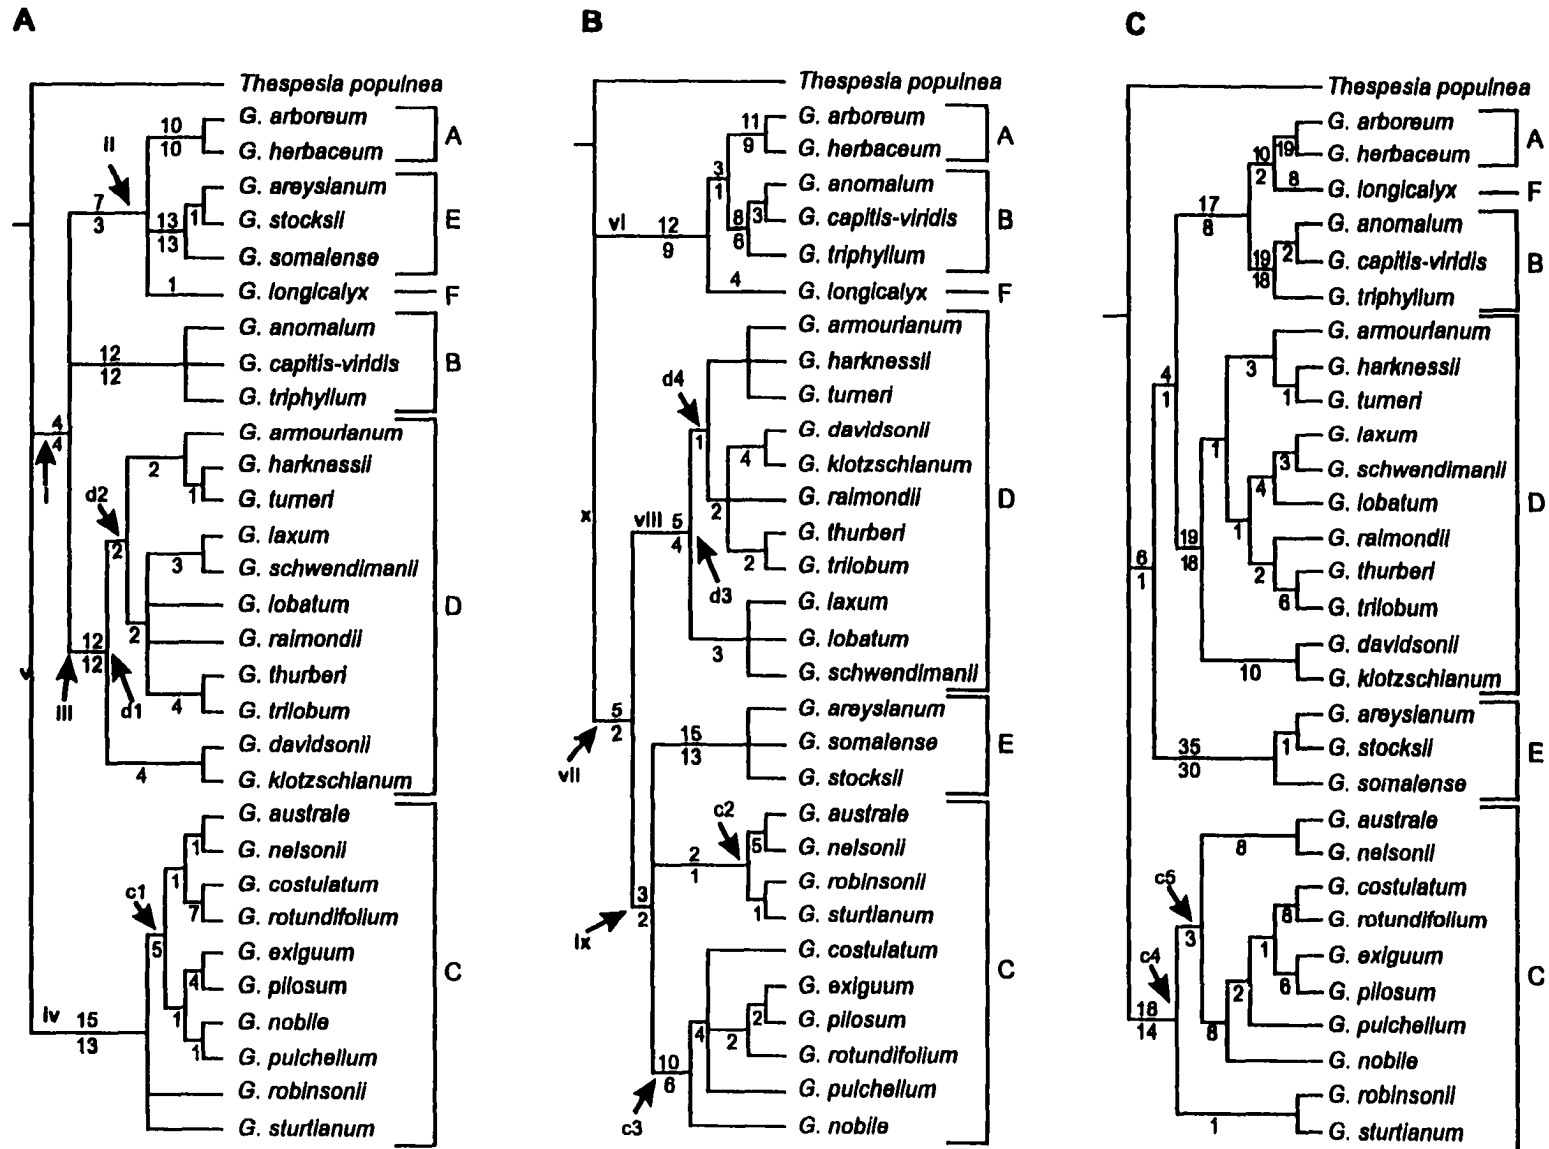 A
Thespesia populnea
G. arboreum
G. herbaceum
G. areysianum
G. stocksii
G. somalense
G. longicalyx
G. anomalum
G. capitis-viridis
G. triphyllum
G. armourianum
G. harknessii
G. turneri
G. laxum
G. schwendimanii
G. lobatum
G. raimondii
G. thurberi
G. trilobum
G. davidsonii
G. klotzschianum
G. australe
G. nelsonii
G. costulatum
G. rotundifolium
G. exiguum
G. pilosum
G. nobile
G. pulchellum
G. robinsonii
G. sturtianum
A
E
F
B
D
C
10
10
ii
7
3
13
13
1
1
12
12
4
4
i
2
1
d2
2
3
2
12
12
iii
d1
4
4
v
1
1
7
c1
5
4
1
1
iv
15
13
B
Thespesia populnea
G. arboreum
G. herbaceum
G. anomalum
G. capitis-viridis
G. triphyllum
G. longicalyx
G. armourianum
G. harknessii
G. turneri
G. davidsonii
G. klotzschianum
G. raimondii
G. thurberi
G. trilobum
G. laxum
G. lobatum
G. schwendimanii
G. areysianum
G. somalense
G. stocksii
G. australe
G. nelsonii
G. robinsonii
G. sturtianum
G. costulatum
G. exiguum
G. pilosum
G. rotundifolium
G. pulchellum
G. nobile
A
B
F
D
E
C
11
9
3
1
8
6
3
vi
12
9
4
d4
1
4
2
2
x
viii
5
4
d3
3
5
2
vii
15
13
c2
2
1
5
1
3
2
ix
2
4
2
10
6
c3
C
Thespesia populnea
G. arboreum
G. herbaceum
G. longicalyx
G. anomalum
G. capitis-viridis
G. triphyllum
G. armourianum
G. harknessii
G. turneri
G. laxum
G. schwendimanii
G. lobatum
G. raimondii
G. thurberi
G. trilobum
G. davidsonii
G. klotzschianum
G. areysianum
G. stocksii
G. somalense
G. australe
G. nelsonii
G. costulatum
G. rotundifolium
G. exiguum
G. pilosum
G. pulchellum
G. nobile
G. robinsonii
G. sturtianum
A
F
B
D
E
C
10
2
19
8
17
8
19
18
2
4
1
3
1
1
3
4
1
2
6
19
18
10
6
1
35
30
1
8
c5
3
8
1
6
2
8
c4
18
14
1